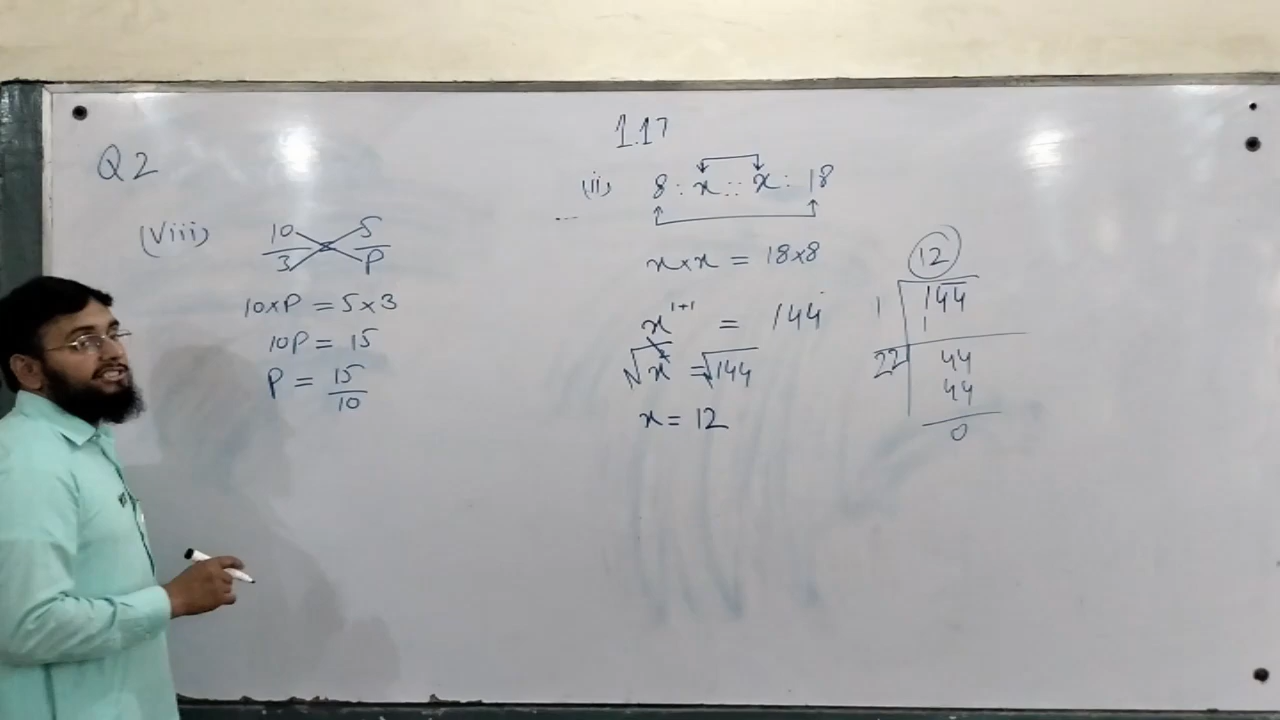 Q2
(viii) 10/3 5/P
10×P = 5×3
10P = 15
P = 15/10
1.17
(ii) 8 : x :: x : 18
x×x = 18×8
x^1+1 = 144
√x² = √144
x = 12
12
1 144
1
22 44
44
0